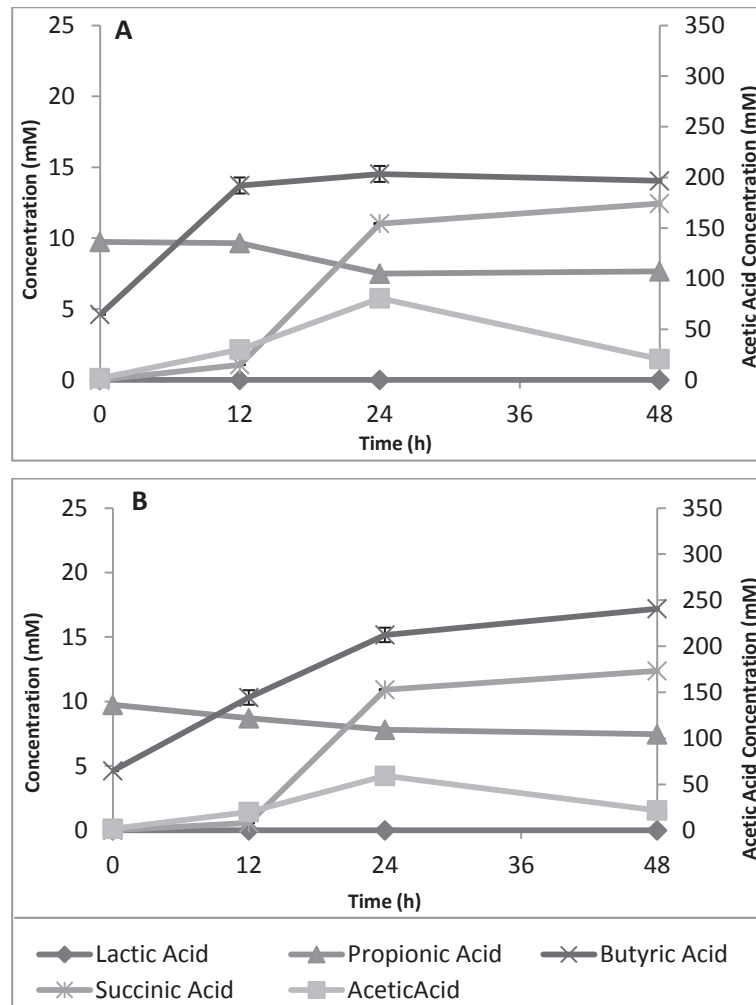 A
25
20
15
10
5
0
Concentration (mM)
350
300
250
200
150
100
50
0
Acetic Acid Concentration (mM)
0 12 24 36 48
Time (h)
B
25
20
15
10
5
0
Concentration (mM)
350
300
250
200
150
100
50
0
Acetic Acid Concentration (mM)
0 12 24 36 48
Time (h)
Lactic Acid Propionic Acid Butyric Acid
Succinic Acid AceticAcid